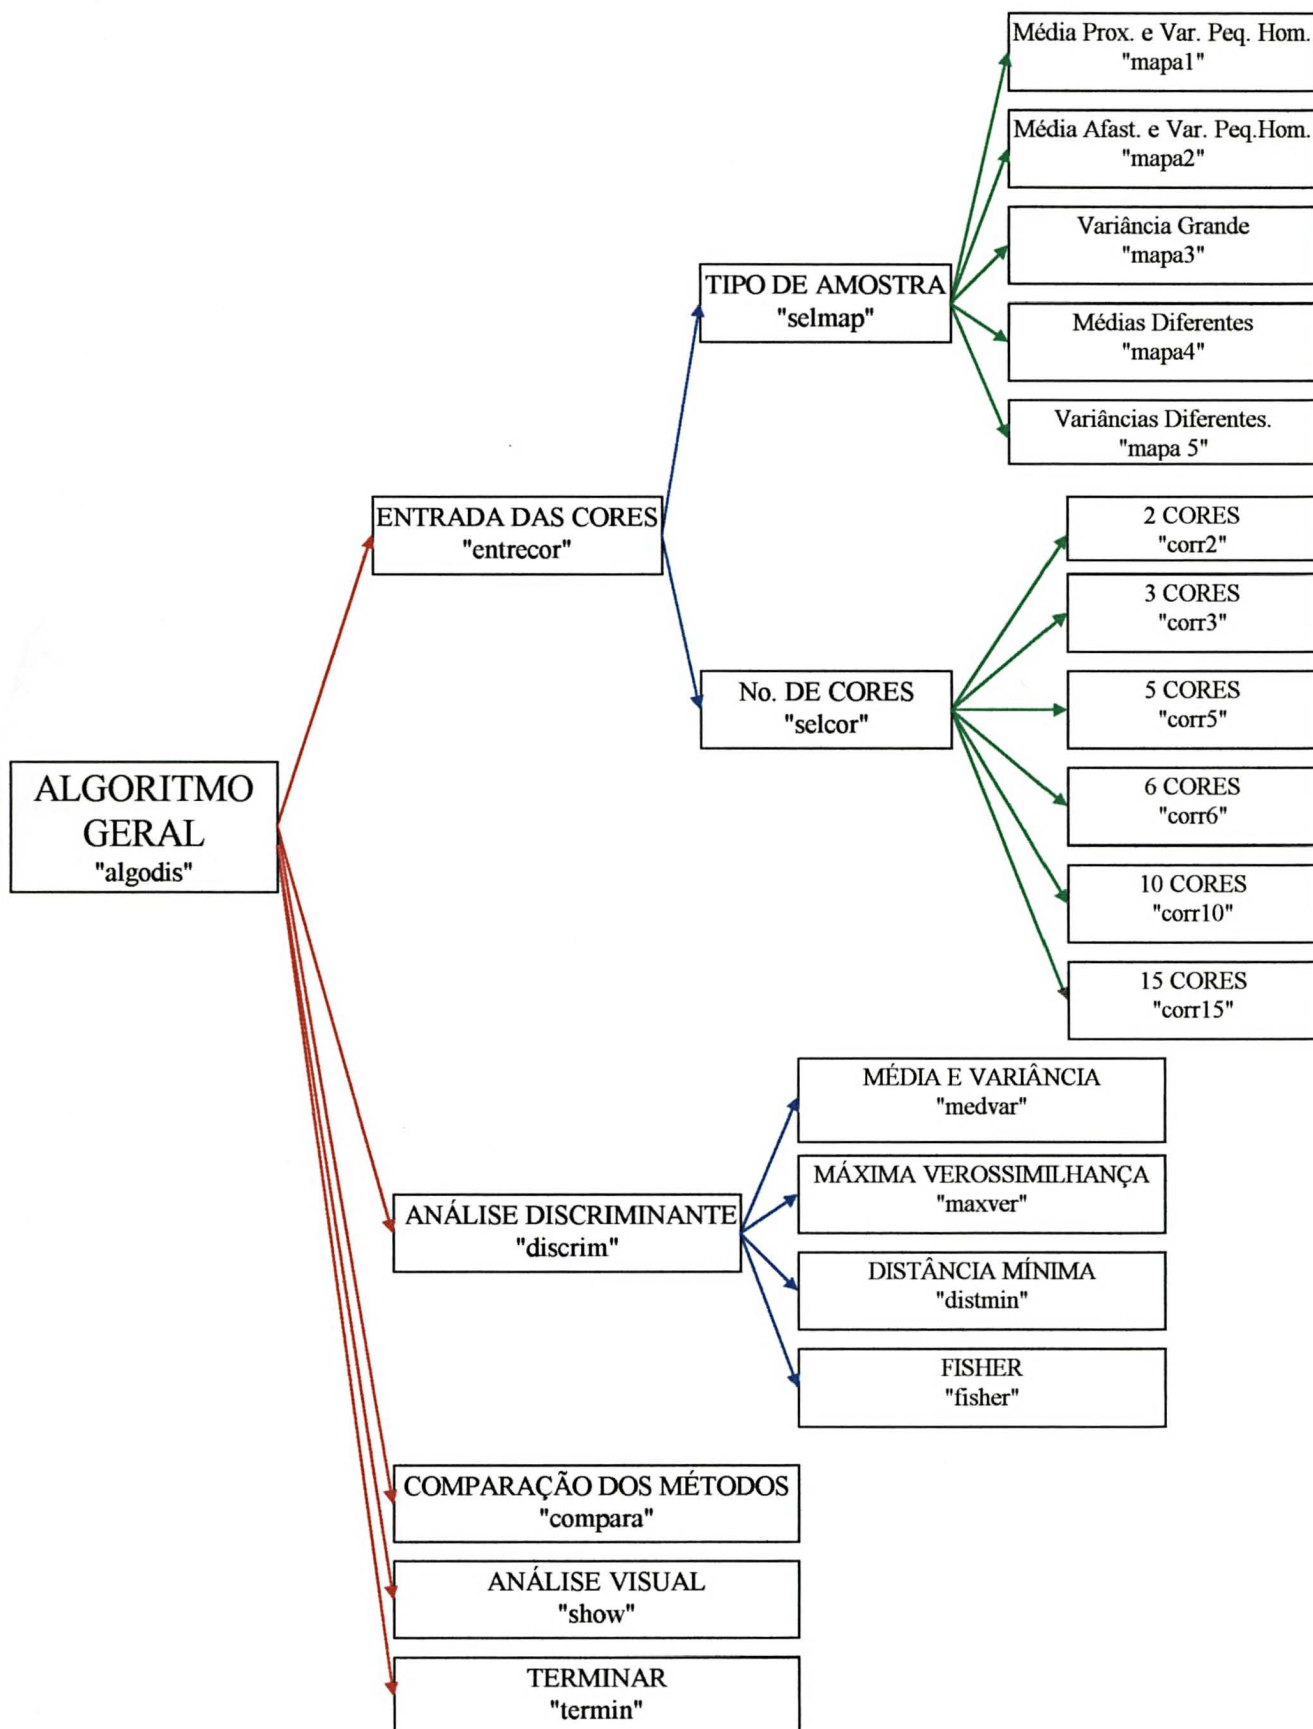 Média Prox. e Var. Peq. Hom.
"mapa1"
Média Afast. e Var. Peq.Hom.
"mapa2"
Variância Grande
"mapa3"
TIPO DE AMOSTRA
"selmap"
Médias Diferentes
"mapa4"
Variâncias Diferentes.
"mapa 5"
ENTRADA DAS CORES
"entrecor"
2 CORES
"corr2"
3 CORES
"corr3"
No. DE CORES
"selcor"
5 CORES
"corr5"
6 CORES
"corr6"
ALGORITMO
GERAL
"algodis"
10 CORES
"corr10"
15 CORES
"corr15"
MÉDIA E VARIÂNCIA
"medvar"
MÁXIMA VEROSSIMILHANÇA
"maxver"
ANÁLISE DISCRIMINANTE
"discrim"
DISTÂNCIA MÍNIMA
"distmin"
FISHER
"fisher"
COMPARAÇÃO DOS MÉTODOS
"compara"
ANÁLISE VISUAL
"show"
TERMINAR
"termin"